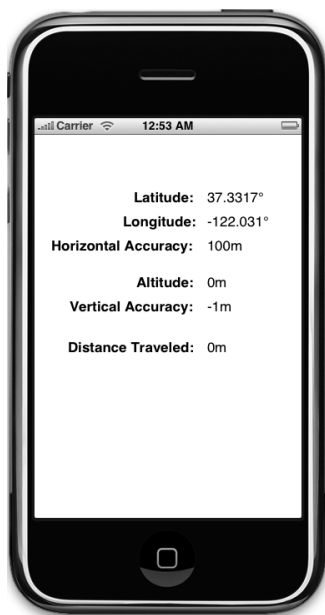 Carrier 12:53 AM
Latitude: 37.3317°
Longitude: -122.031°
Horizontal Accuracy: 100m
Altitude: 0m
Vertical Accuracy: -1m
Distance Traveled: 0m